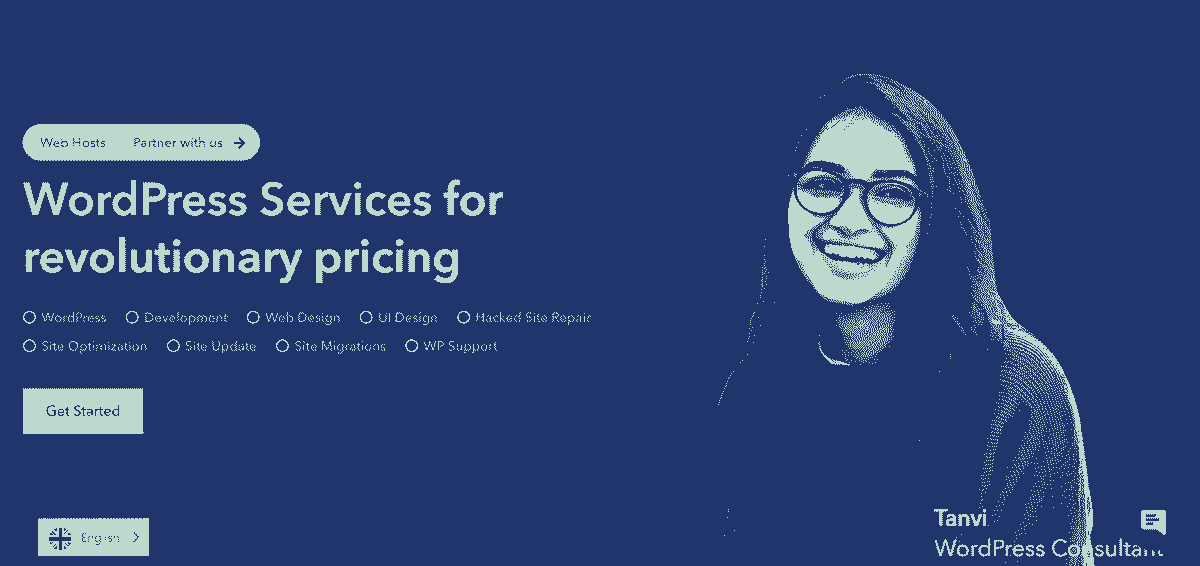 Web Hosts Partner with us
WordPress Services for
revolutionary pricing
WordPress Development Web Design UI Design Hacked Site Repair
Site Optimization Site Update Site Migrations WP Support
Get Started
English
Tanvi
WordPress Consultant